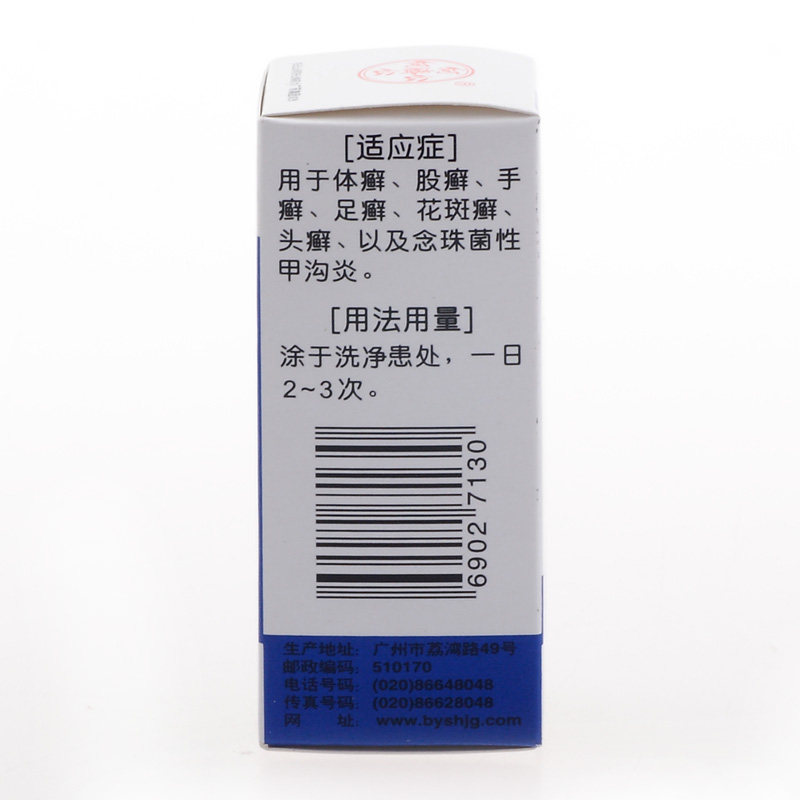 [适应症]
用于体癣、股癣、手
癣、足癣、花斑癣、
头癣、以及念珠菌性
甲沟炎。
[用法用量]
涂于洗净患处，一日
2~3次。
6902 7130
生产地址：广州市荔湾路49号
邮政编码：510170
电话号码：(020)86648048
传真号码：(020)86628048
网 址：www.byshjg.com